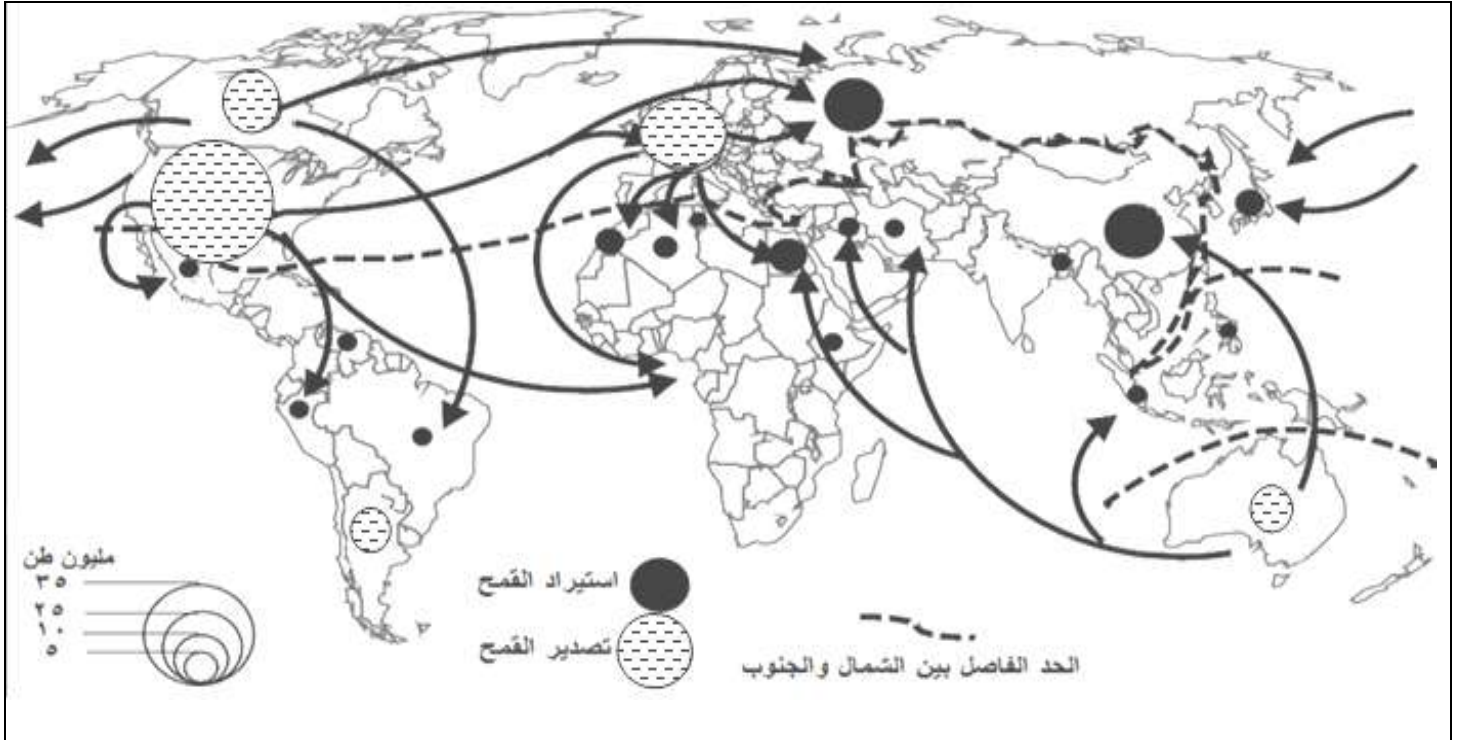 مليون طن
٣٥
٢٥
١٠
٥
استيراد القمح
تصدير القمح
الحد الفاصل بين الشمال والجنوب